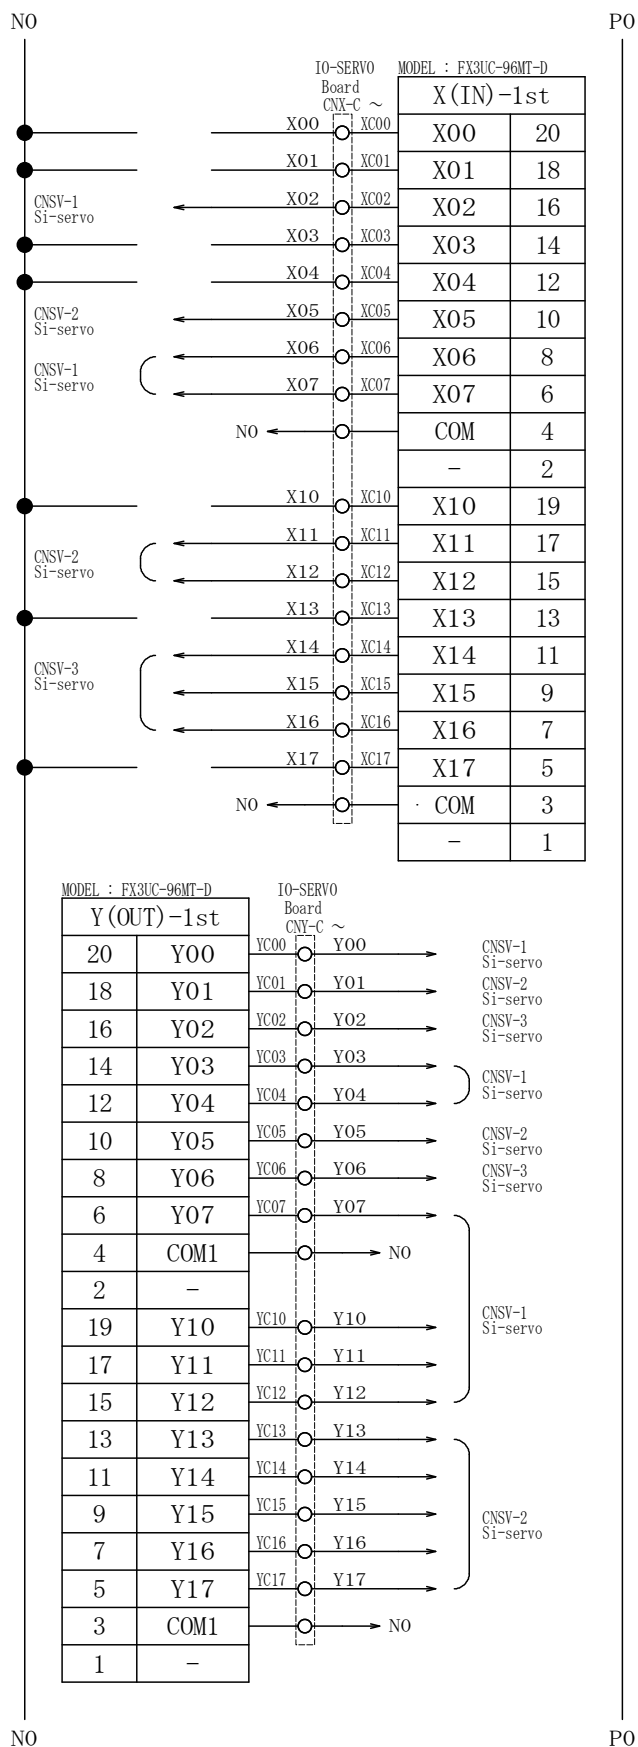 N0 P0
IO-SERVO MODEL : FX3UC-96MT-D
Board
CNX-C ～ X(IN)-1st
X00 XC00 X00 20
X01 XC01 X01 18
CNSV-1
Si-servo
X02 XC02 X02 16
X03 XC03 X03 14
X04 XC04 X04 12
CNSV-2
Si-servo
X05 XC05 X05 10
X06 XC06 X06 8
CNSV-1
Si-servo
X07 XC07 X07 6
N0 COM 4
- 2
X10 XC10 X10 19
X11 XC11 X11 17
CNSV-2
Si-servo
X12 XC12 X12 15
X13 XC13 X13 13
X14 XC14 X14 11
CNSV-3
Si-servo
X15 XC15 X15 9
X16 XC16 X16 7
X17 XC17 X17 5
N0 COM 3
- 1
MODEL : FX3UC-96MT-D IO-SERVO
Board
Y(OUT)-1st CNY-C ～
20 Y00 YC00 Y00 CNSV-1
Si-servo
18 Y01 YC01 Y01 CNSV-2
Si-servo
16 Y02 YC02 Y02 CNSV-3
Si-servo
14 Y03 YC03 Y03
CNSV-1
Si-servo
12 Y04 YC04 Y04
10 Y05 YC05 Y05 CNSV-2
Si-servo
8 Y06 YC06 Y06 CNSV-3
Si-servo
6 Y07 YC07 Y07
4 COM1 N0
2 -
19 Y10 YC10 Y10 CNSV-1
Si-servo
17 Y11 YC11 Y11
15 Y12 YC12 Y12
13 Y13 YC13 Y13
11 Y14 YC14 Y14
9 Y15 YC15 Y15 CNSV-2
Si-servo
7 Y16 YC16 Y16
5 Y17 YC17 Y17
3 COM1 N0
1 -
N0 P0